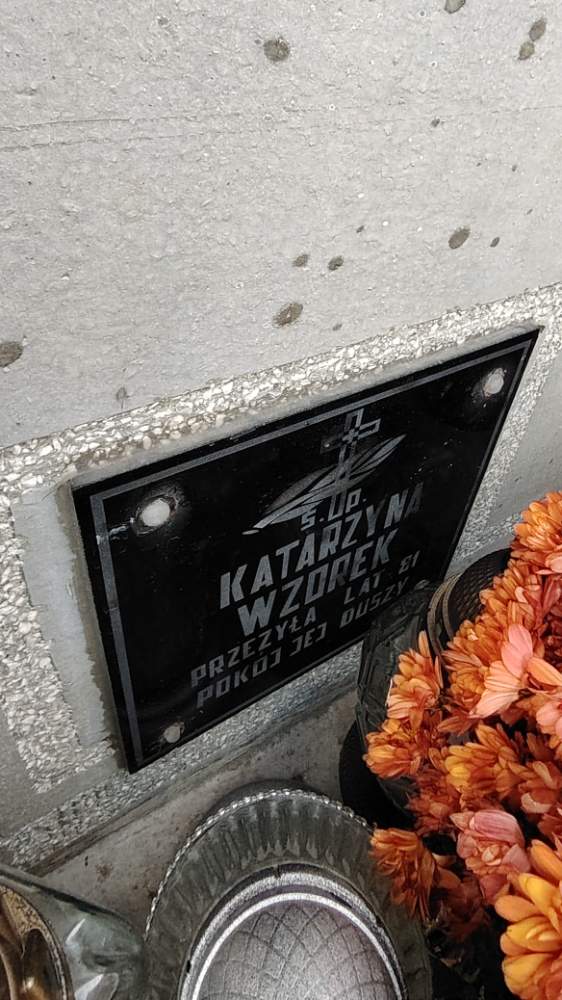 Ś.†P.
KATARZYNA
WZOREK
PRZEŻYŁA LAT 81
POKÓJ JEJ DUSZY